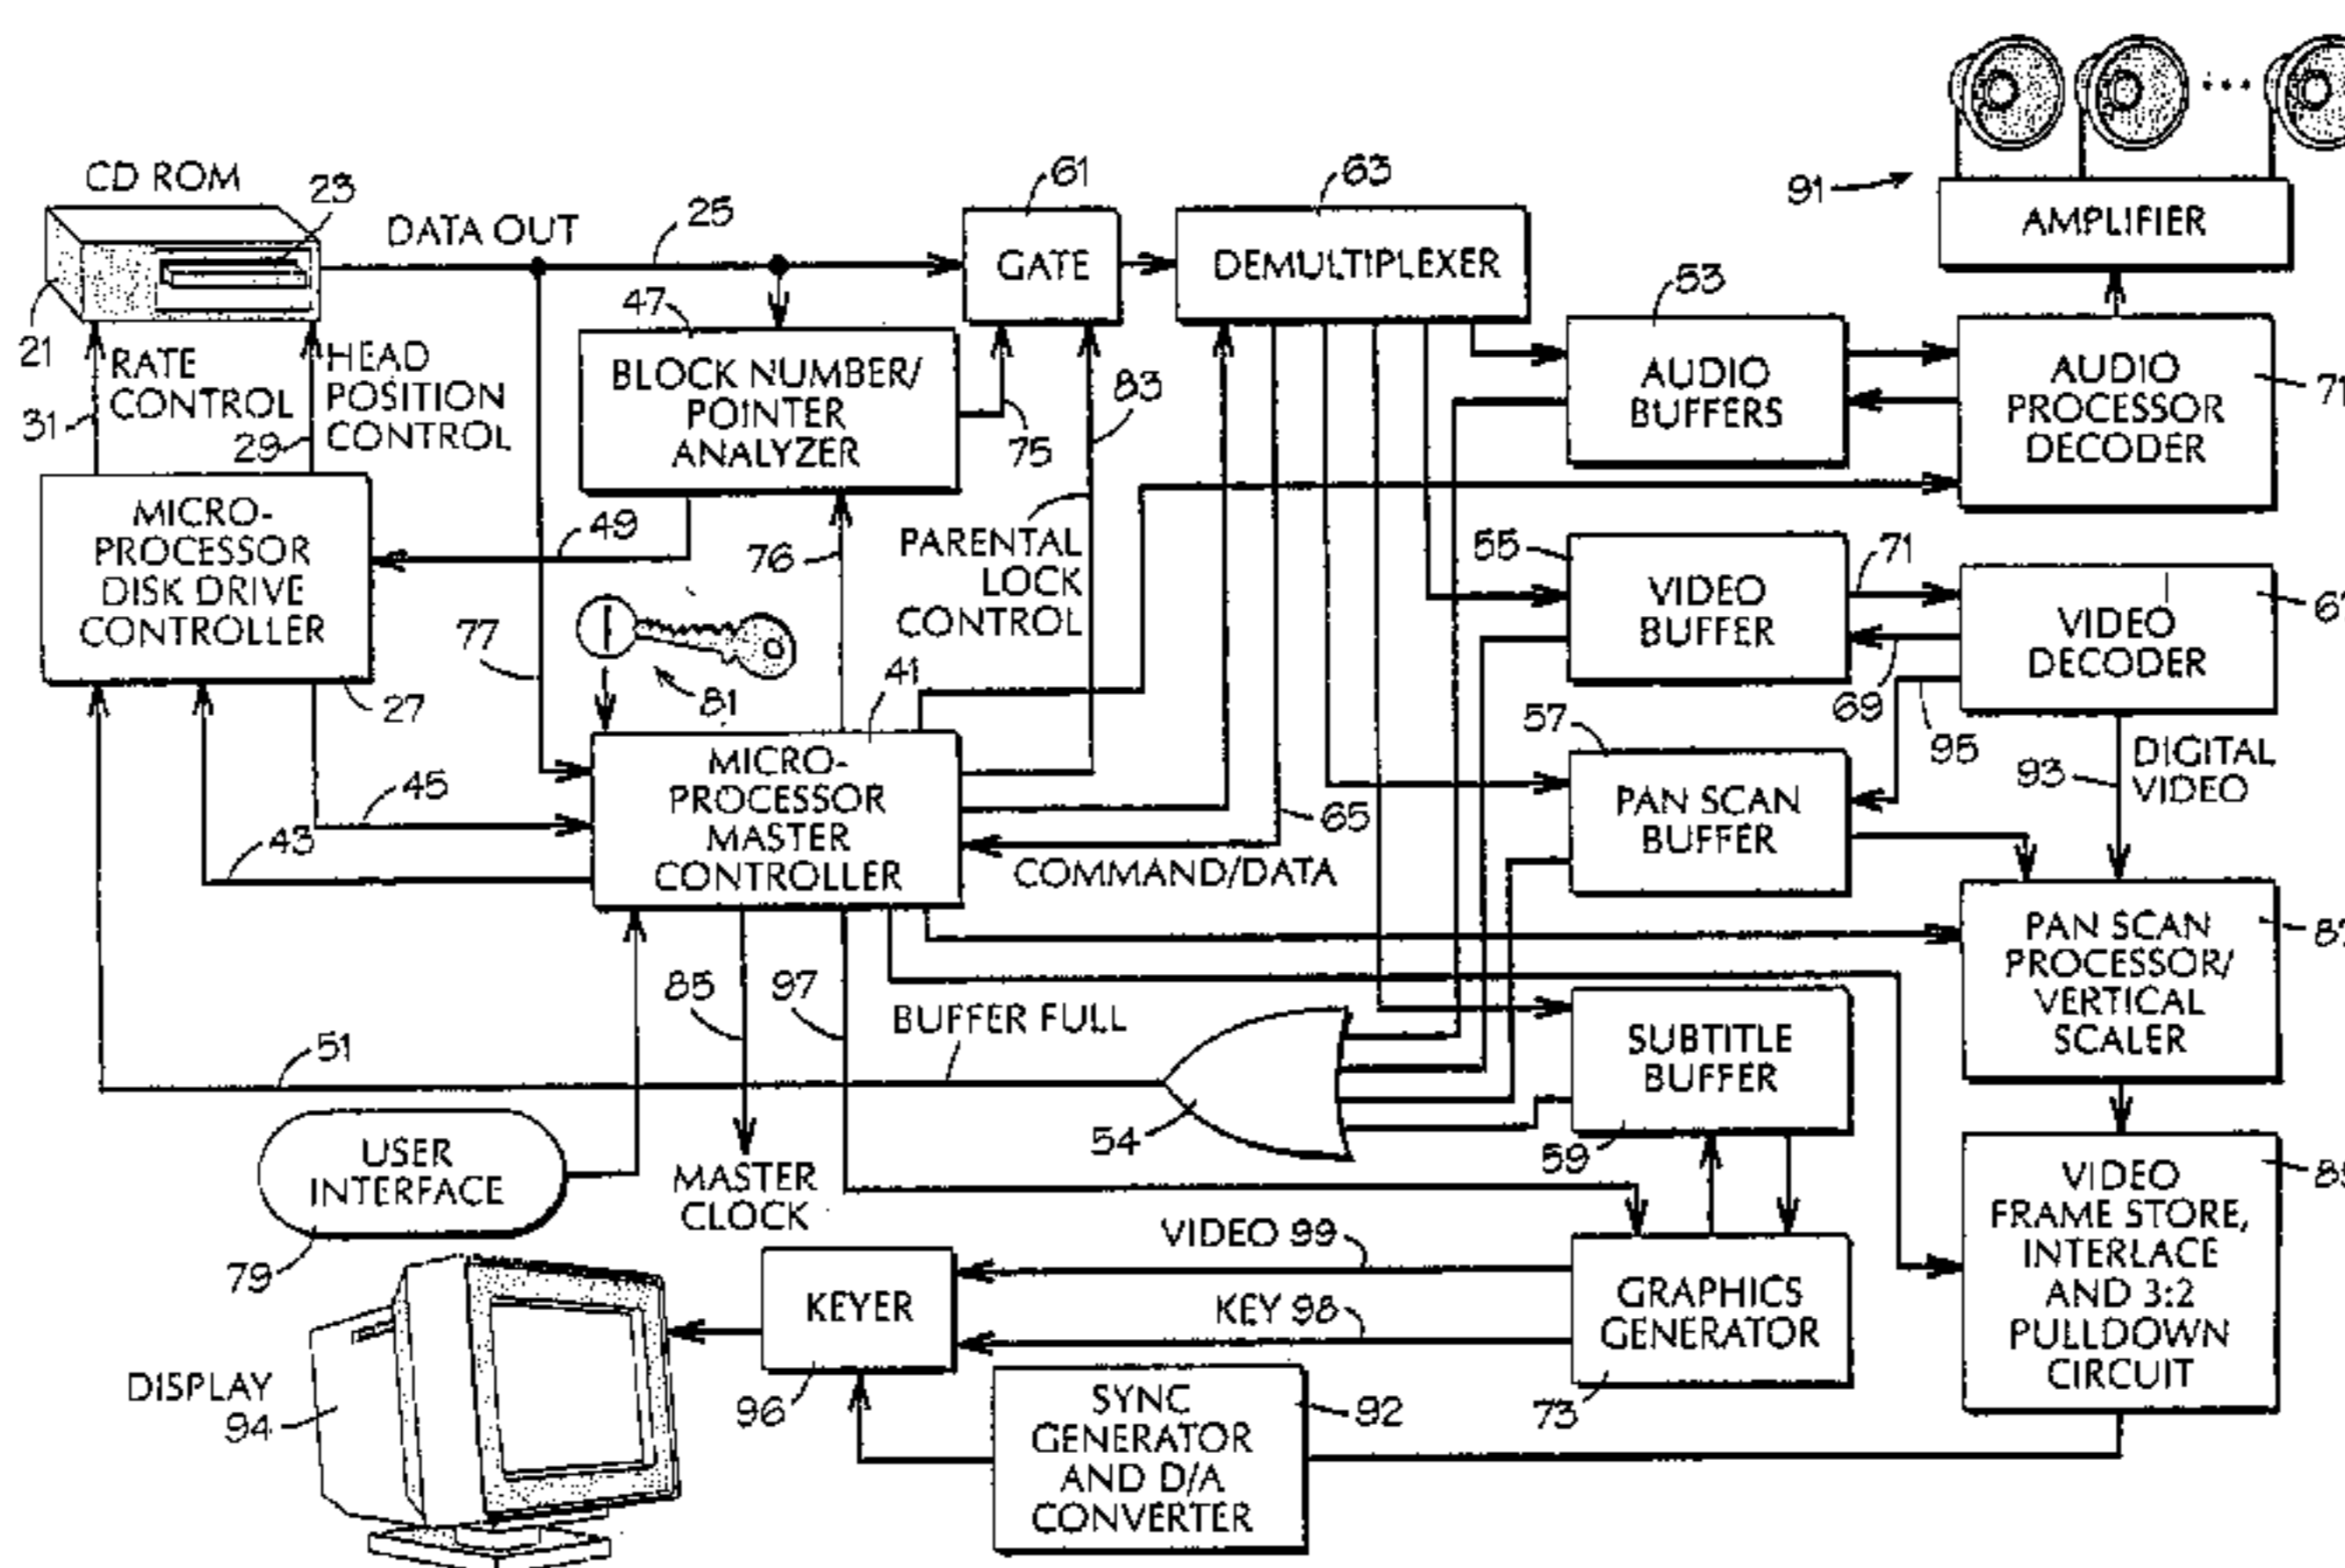 CD ROM
23
21
DATA OUT
25
61
GATE
63
DEMULTIPLEXER
91
AMPLIFIER
RATE
CONTROL
31
HEAD
POSITION
CONTROL
29
47
BLOCK NUMBER/
POINTER
ANALYZER
75
83
53
AUDIO
BUFFERS
AUDIO
PROCESSOR
DECODER
71
MICRO-
PROCESSOR
DISK DRIVE
CONTROLLER
27
49
77
76
81
PARENTAL
LOCK
CONTROL
55
VIDEO
BUFFER
71
69
VIDEO
DECODER
95
93
DIGITAL
VIDEO
41
MICRO-
PROCESSOR
MASTER
CONTROLLER
45
43
65
COMMAND/DATA
57
PAN SCAN
BUFFER
PAN SCAN
PROCESSOR/
VERTICAL
SCALER
85
97
BUFFER FULL
51
54
SUBTITLE
BUFFER
59
USER
INTERFACE
79
MASTER
CLOCK
VIDEO 99
KEY 98
KEYER
96
GRAPHICS
GENERATOR
73
VIDEO
FRAME STORE,
INTERLACE
AND 3:2
PULLDOWN
CIRCUIT
DISPLAY
94
SYNC
GENERATOR
AND D/A
CONVERTER
92